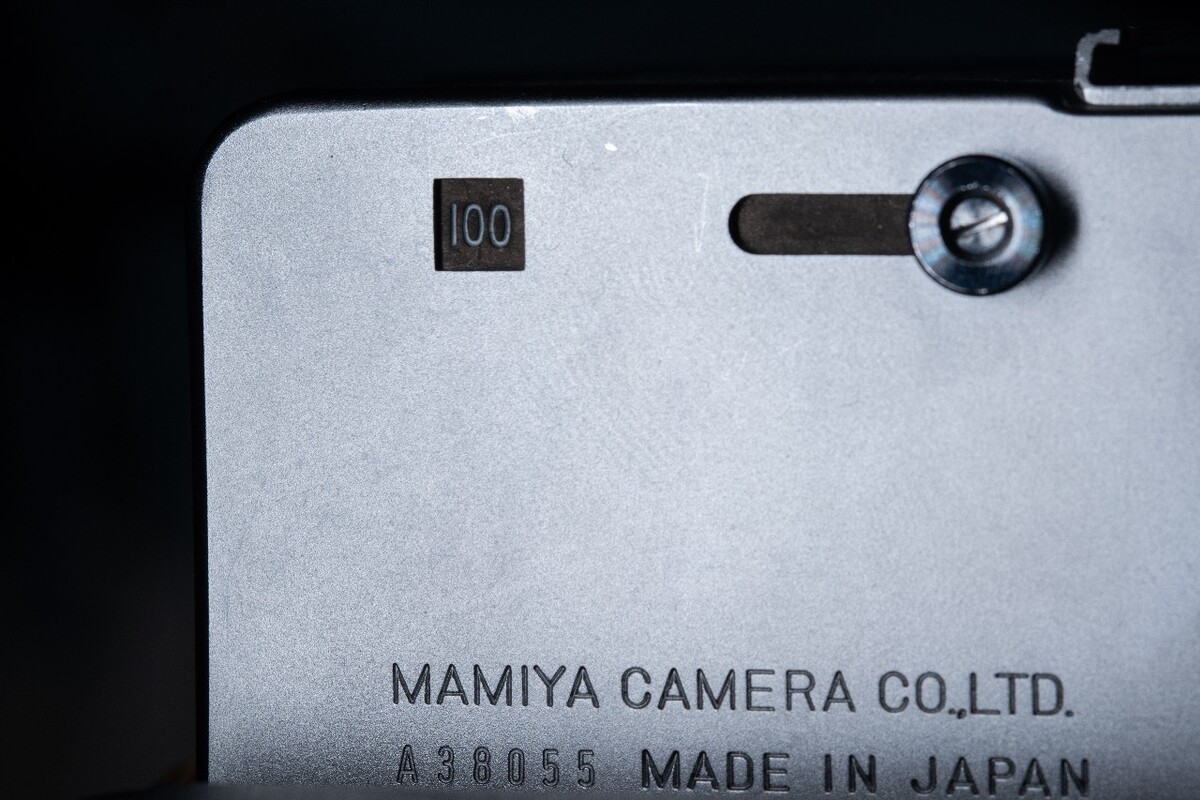 100
MAMIYA CAMERA CO.,LTD.
A38055 MADE IN JAPAN